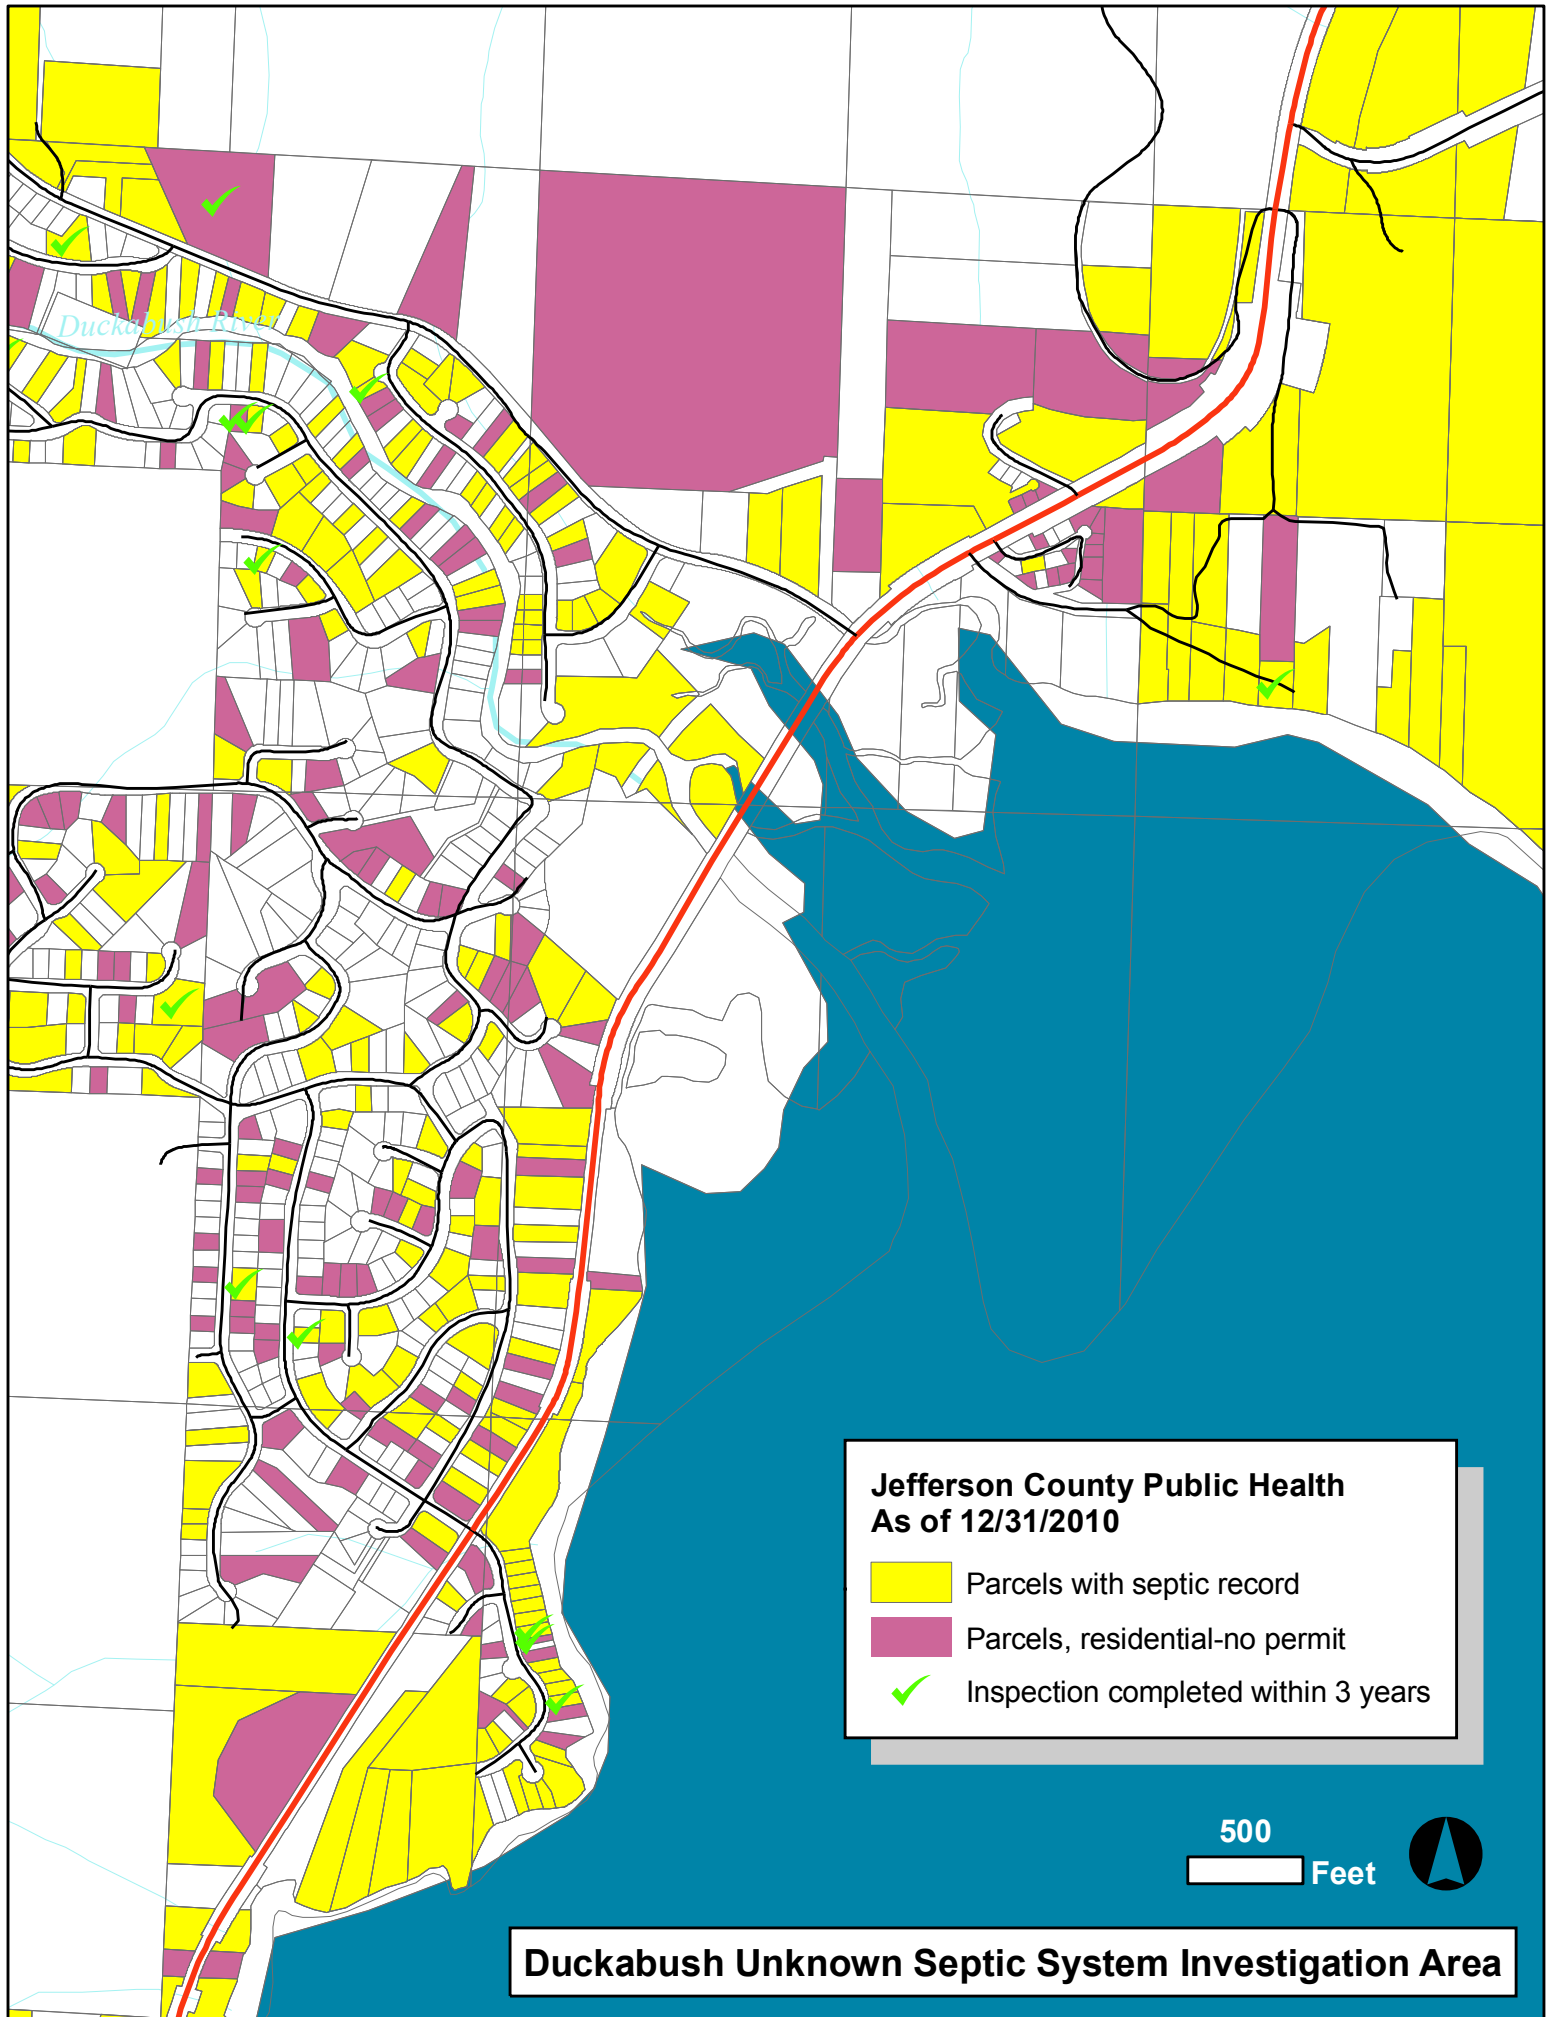 Duckabush River
Jefferson County Public Health
As of 12/31/2010
Parcels with septic record
Parcels, residential-no permit
Inspection completed within 3 years
500
Feet
Duckabush Unknown Septic System Investigation Area